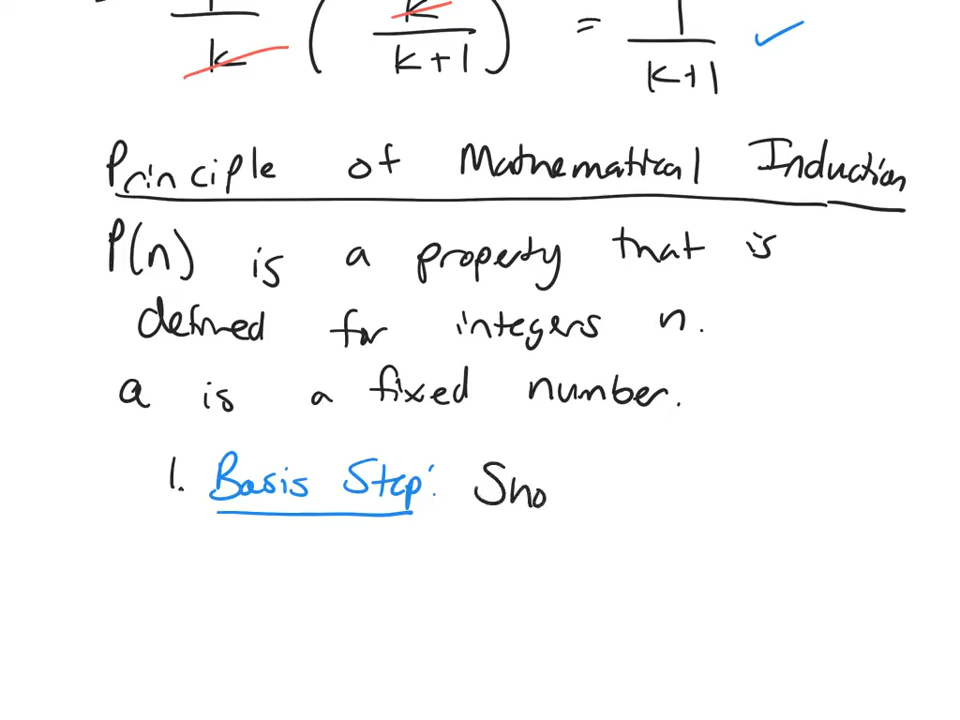 1/k ( k/k+1 ) = 1/k+1 ✓
Principle of Mathematical Induction
P(n) is a property that is
defined for integers n.
a is a fixed number.
1. Basis Step: Sho